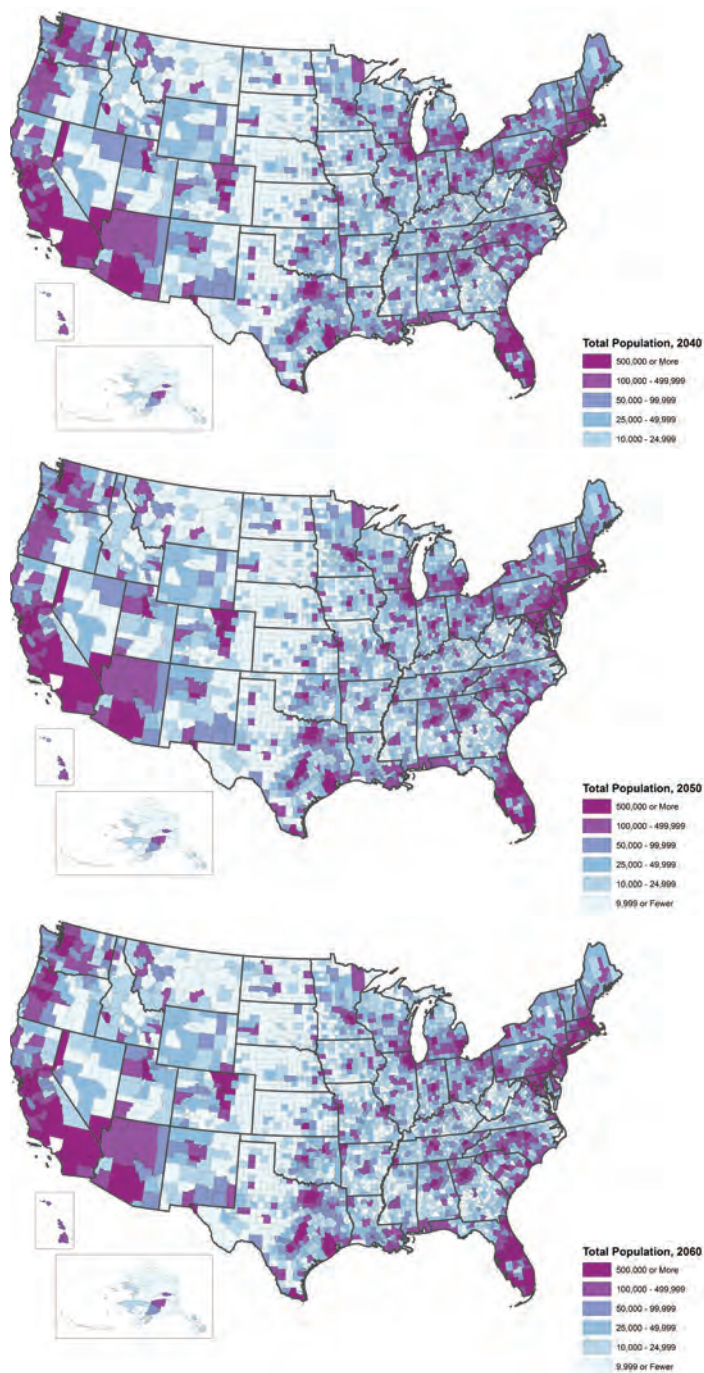 Total Population, 2040
500,000 or More
100,000 - 499,999
50,000 - 99,999
25,000 - 49,999
10,000 - 24,999
Total Population, 2050
500,000 or More
100,000 - 499,999
50,000 - 99,999
25,000 - 49,999
10,000 - 24,999
9,999 or Fewer
Total Population, 2060
500,000 or More
100,000 - 499,999
50,000 - 99,999
25,000 - 49,999
10,000 - 24,999
9,999 or Fewer